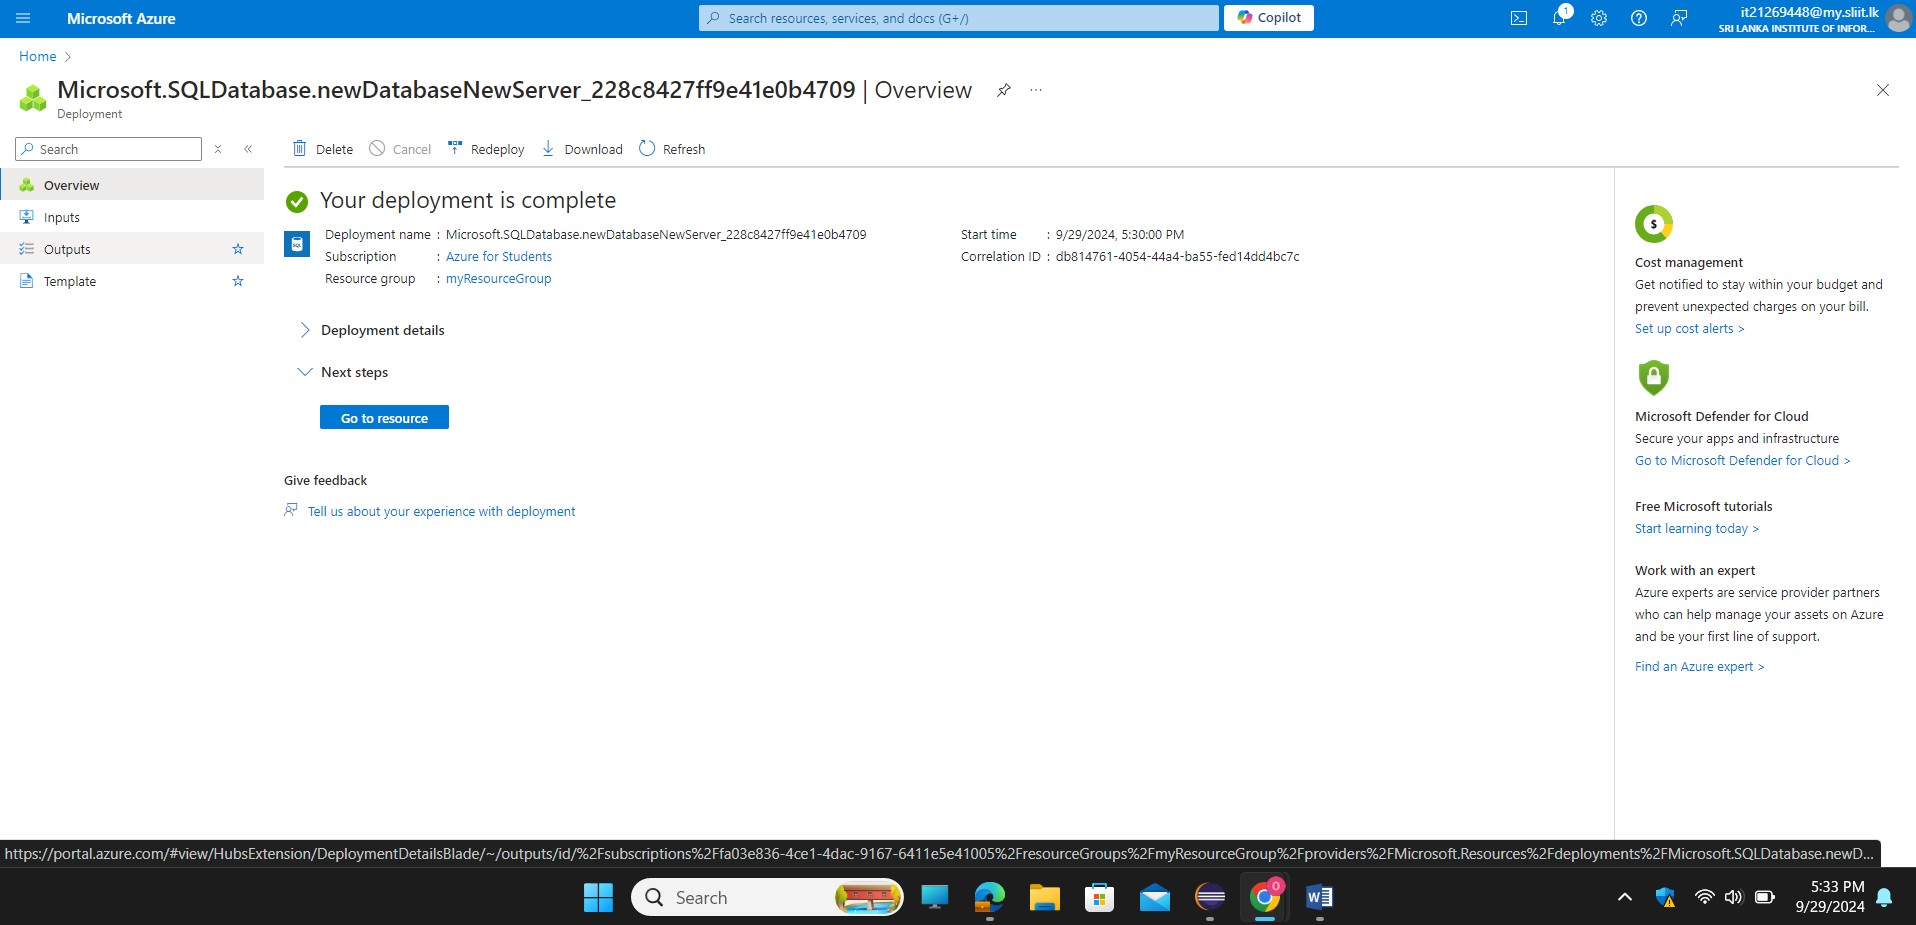 Microsoft Azure
Search resources, services, and docs (G+/)
Copilot
1
it21269448@my.sliit.lk
SRI LANKA INSTITUTE OF INFOR...
Home >
Microsoft.SQLDatabase.newDatabaseNewServer_228c8427ff9e41e0b4709 | Overview
Deployment
Search
Delete
Cancel
Redeploy
Download
Refresh
Overview
Inputs
Outputs
Template
Your deployment is complete
Deployment name : Microsoft.SQLDatabase.newDatabaseNewServer_228c8427ff9e41e0b4709
Subscription : Azure for Students
Resource group : myResourceGroup
Start time : 9/29/2024, 5:30:00 PM
Correlation ID : db814761-4054-44a4-ba55-fed14dd4bc7c
Deployment details
Next steps
Go to resource
Give feedback
Tell us about your experience with deployment
Cost management
Get notified to stay within your budget and
prevent unexpected charges on your bill.
Set up cost alerts >
Microsoft Defender for Cloud
Secure your apps and infrastructure
Go to Microsoft Defender for Cloud >
Free Microsoft tutorials
Start learning today >
Work with an expert
Azure experts are service provider partners
who can help manage your assets on Azure
and be your first line of support.
Find an Azure expert >
https://portal.azure.com/#view/HubsExtension/DeploymentDetailsBlade/~/outputs/id/%2Fsubscriptions%2Ffa03e836-4ce1-4dac-9167-6411e5e41005%2FresourceGroups%2FmyResourceGroup%2Fproviders%2FMicrosoft.Resources%2Fdeployments%2FMicrosoft.SQLDatabase.newD...
Search
0
5:33 PM
9/29/2024